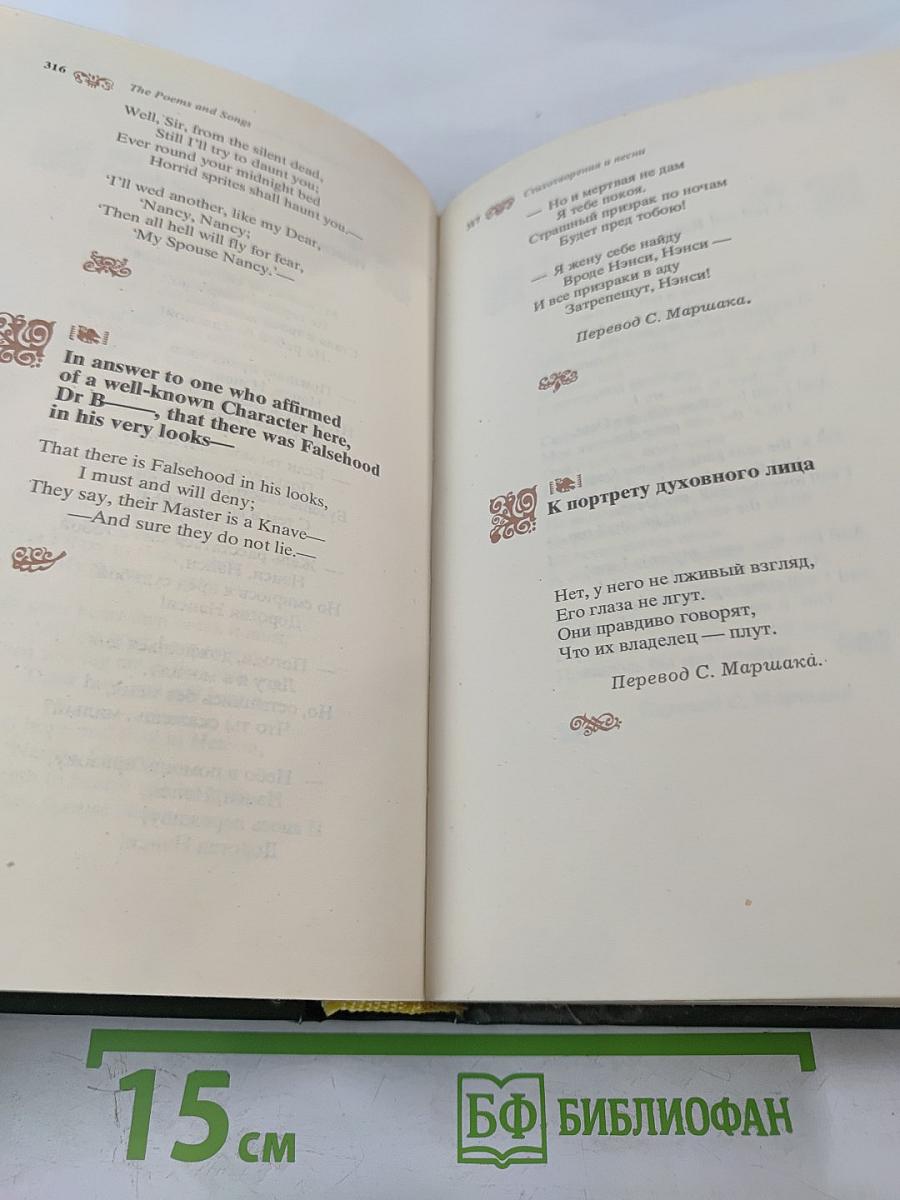 316
The Poems and Songs
Well, Sir, from the silent dead,
Still I'll try to daunt you;
Ever round your midnight bed
Horrid sprites shall haunt you.—
'I'll wed another, like my Dear,
'Nancy, Nancy;
'Then all hell will fly for fear,
'My Spouse Nancy.'—
In answer to one who affirmed
of a well-known Character here,
Dr B——, that there was Falsehood
in his very looks—
That there is Falsehood in his looks,
I must and will deny;
They say, their Master is a Knave—
—And sure they do not lie.—
317
Стихотворения и песни
— Но и мертвая не дам
Я тебе покоя.
Страшный призрак по ночам
Будет пред тобою!
— Я жену себе найду
Вроде Нэнси, Нэнси —
И все призраки в аду
Затрепещут, Нэнси!
Перевод С. Маршака.
К портрету духовного лица
Нет, у него не лживый взгляд,
Его глаза не лгут.
Они правдиво говорят,
Что их владелец — плут.
Перевод С. Маршака.
15 см
БФ БИБЛИОФАН